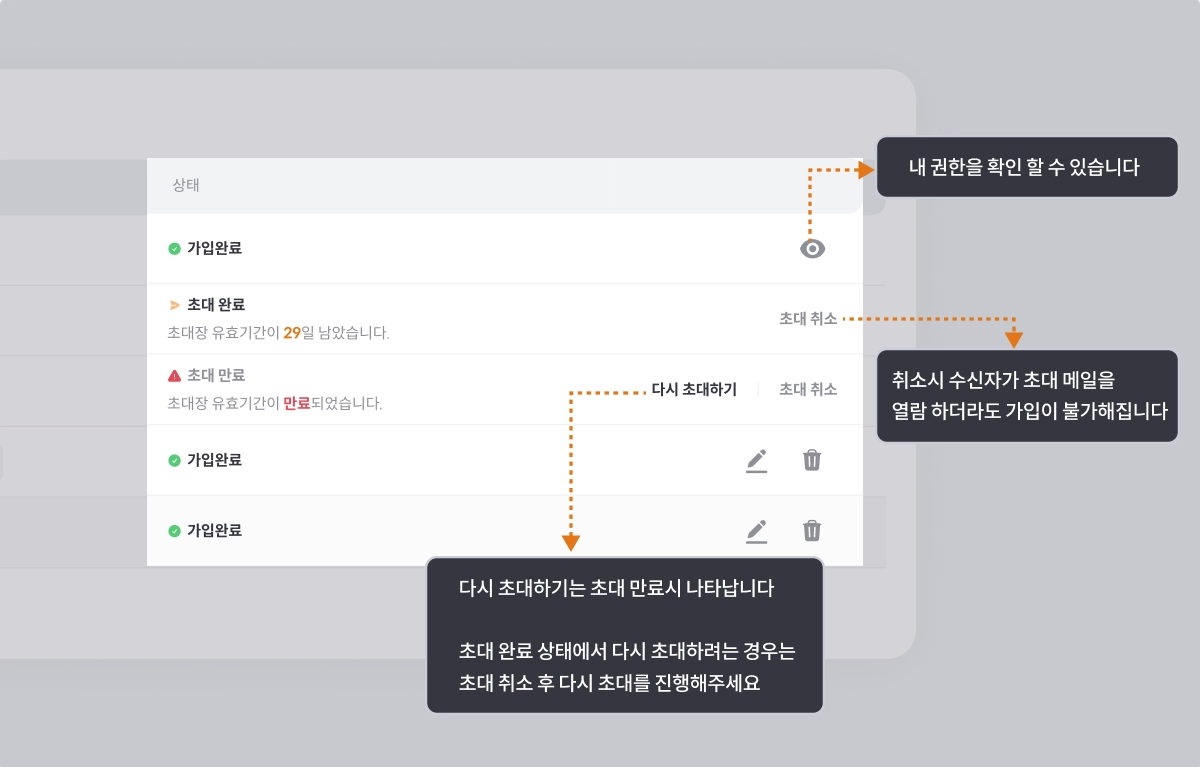 내 권한을 확인 할 수 있습니다
상태
가입완료
초대 완료
초대장 유효기간이 29일 남았습니다.
초대 취소
취소시 수신자가 초대 메일을
열람 하더라도 가입이 불가해집니다
초대 만료
초대장 유효기간이 만료되었습니다.
다시 초대하기
초대 취소
가입완료
가입완료
다시 초대하기는 초대 만료시 나타납니다
초대 완료 상태에서 다시 초대하려는 경우는
초대 취소 후 다시 초대를 진행해주세요